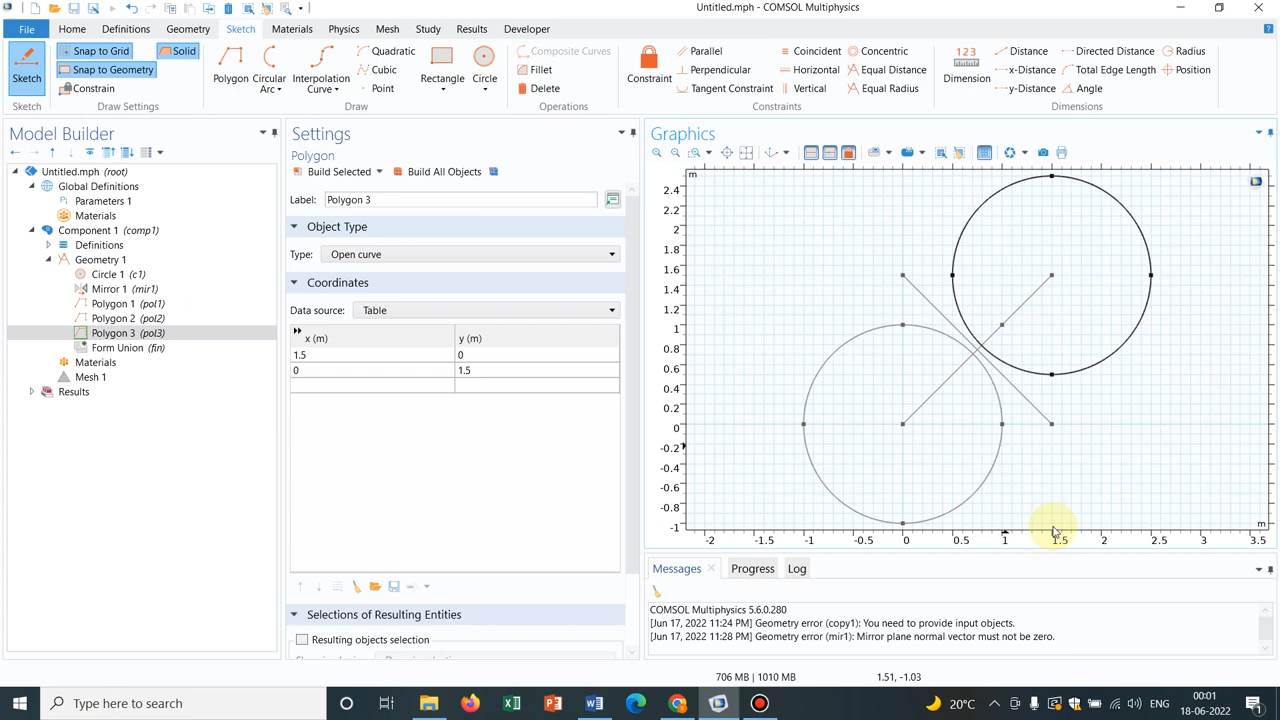 Untitled.mph - COMSOL Multiphysics
File Home Definitions Geometry Sketch Materials Physics Mesh Study Results Developer
Sketch
Snap to Grid Solid
Snap to Geometry
Constrain
Polygon Circular Arc Interpolation Curve
Quadratic
Cubic
Point
Rectangle Circle
Composite Curves
Fillet
Delete
Constraint
Parallel Coincident Concentric
Perpendicular Horizontal Equal Distance
Tangent Constraint Vertical Equal Radius
123
Dimension
Distance Directed Distance Radius
x-Distance Total Edge Length Position
y-Distance Angle
Sketch Draw Settings Draw Operations Constraints Dimensions
Model Builder
Untitled.mph (root)
Global Definitions
Parameters 1
Materials
Component 1 (comp1)
Definitions
Geometry 1
Circle 1 (c1)
Mirror 1 (mir1)
Polygon 1 (pol1)
Polygon 2 (pol2)
Polygon 3 (pol3)
Form Union (fin)
Materials
Mesh 1
Results
Settings
Polygon
Build Selected Build All Objects
Label: Polygon 3
Object Type
Type: Open curve
Coordinates
Data source: Table
x (m) y (m)
1.5 0
0 1.5
Selections of Resulting Entities
Resulting objects selection
Graphics
m
2.4
2.2
2
1.8
1.6
1.4
1.2
1
0.8
0.6
0.4
0.2
0
-0.2
-0.4
-0.6
-0.8
-1
m
-2 -1.5 -1 -0.5 0 0.5 1 1.5 2 2.5 3 3.5
Messages Progress Log
COMSOL Multiphysics 5.6.0.280
[Jun 17, 2022 11:24 PM] Geometry error (copy1): You need to provide input objects.
[Jun 17, 2022 11:28 PM] Geometry error (mir1): Mirror plane normal vector must not be zero.
706 MB | 1010 MB 1.51, -1.03
Type here to search
20°C
ENG
00:01
18-06-2022